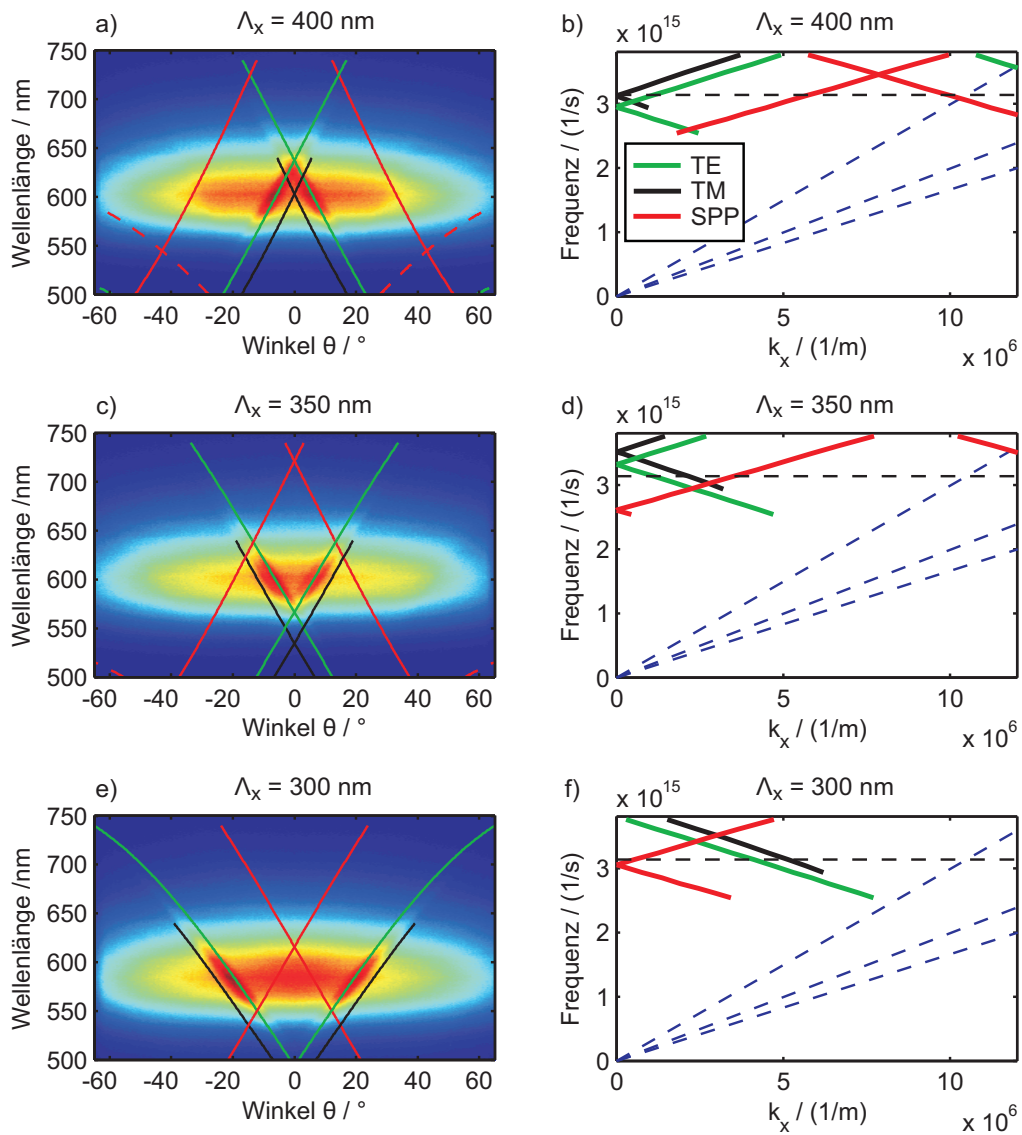 a) Λx = 400 nm
750
700
650
600
550
500
Wellenlänge / nm
-60 -40 -20 0 20 40 60
Winkel θ / °
b) Λx = 400 nm
x 10^15
3
2
1
0
Frequenz / (1/s)
TE
TM
SPP
0 5 10
kx / (1/m)
x 10^6
c) Λx = 350 nm
750
700
650
600
550
500
Wellenlänge /nm
-60 -40 -20 0 20 40 60
Winkel θ / °
d) Λx = 350 nm
x 10^15
3
2
1
0
Frequenz / (1/s)
0 5 10
kx / (1/m)
x 10^6
e) Λx = 300 nm
750
700
650
600
550
500
Wellenlänge /nm
-60 -40 -20 0 20 40 60
Winkel θ / °
f) Λx = 300 nm
x 10^15
3
2
1
0
Frequenz / (1/s)
0 5 10
kx / (1/m)
x 10^6